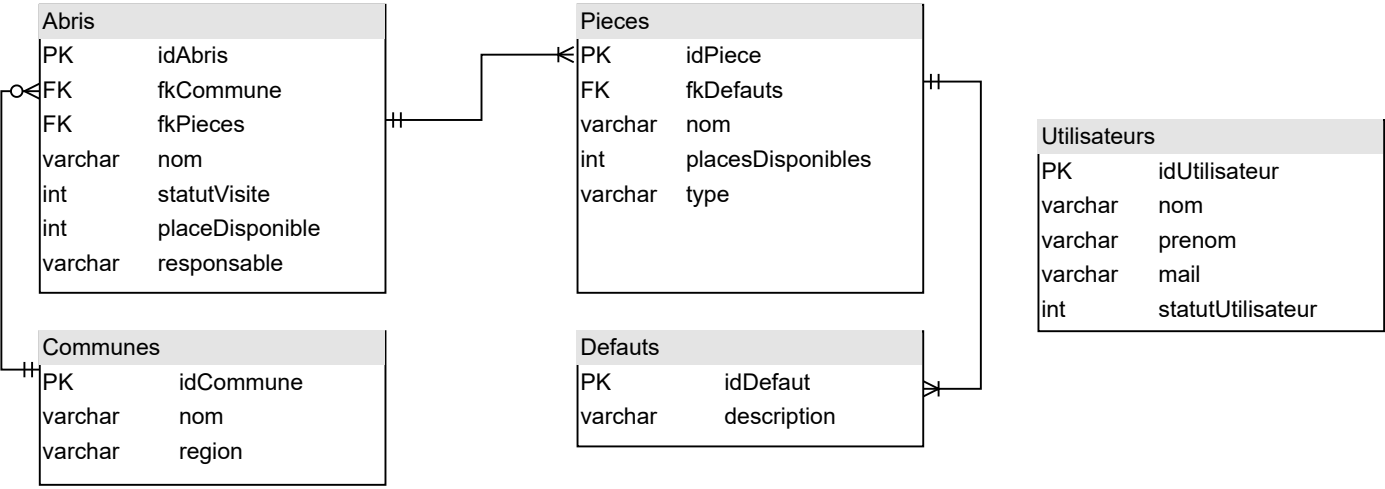 Abris
PK idAbris
FK fkCommune
FK fkPieces
varchar nom
int statutVisite
int placeDisponible
varchar responsable
Pieces
PK idPiece
FK fkDefauts
varchar nom
int placesDisponibles
varchar type
Utilisateurs
PK idUtilisateur
varchar nom
varchar prenom
varchar mail
int statutUtilisateur
Communes
PK idCommune
varchar nom
varchar region
Defauts
PK idDefaut
varchar description